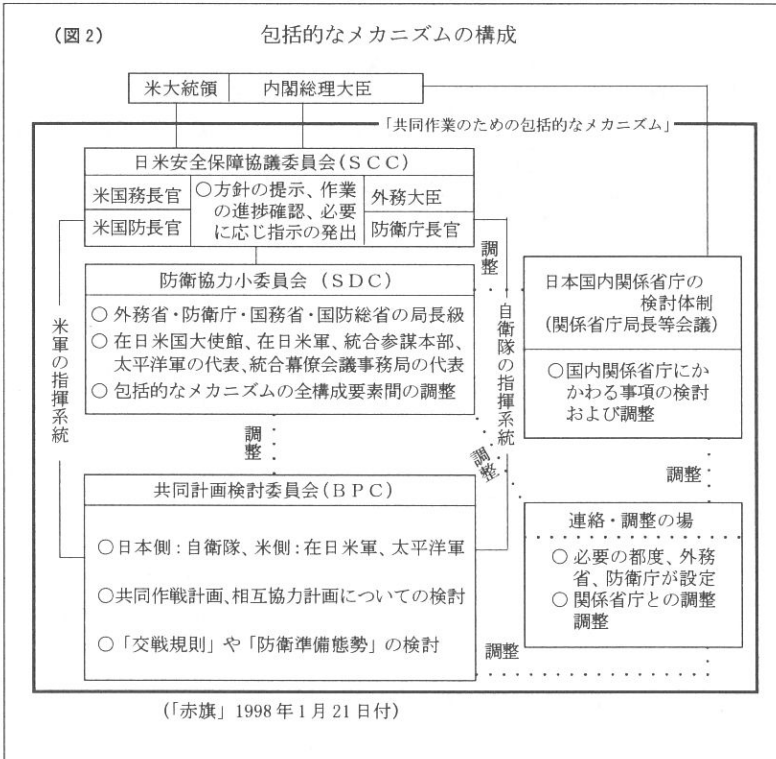 (図2)
包括的なメカニズムの構成
米大統領
内閣総理大臣
「共同作業のための包括的なメカニズム」
日米安全保障協議委員会(SCC)
米国務長官
米国防長官
○方針の提示、作業
の進捗確認、必要
に応じ指示の発出
外務大臣
防衛庁長官
調整
防衛協力小委員会 (SDC)
○ 外務省・防衛庁・国務省・国防総省の局長級
○ 在日米国大使館、在日米軍、統合参謀本部、
太平洋軍の代表、統合幕僚会議事務局の代表
○ 包括的なメカニズムの全構成要素間の調整
米軍の指揮系統
自衛隊の指揮系統
日本国内関係省庁の
検討体制
(関係省庁局長等会議)
○国内関係省庁にか
かわる事項の検討
および調整
調整
調整
調整
共同計画検討委員会(BPC)
○日本側:自衛隊、米側:在日米軍、太平洋軍
○共同作戦計画、相互協力計画についての検討
○「交戦規則」や「防衛準備態勢」の検討
連絡・調整の場
○ 必要の都度、外務
省、防衛庁が設定
○ 関係省庁との調整
調整
調整
(「赤旗」1998年1月21日付)